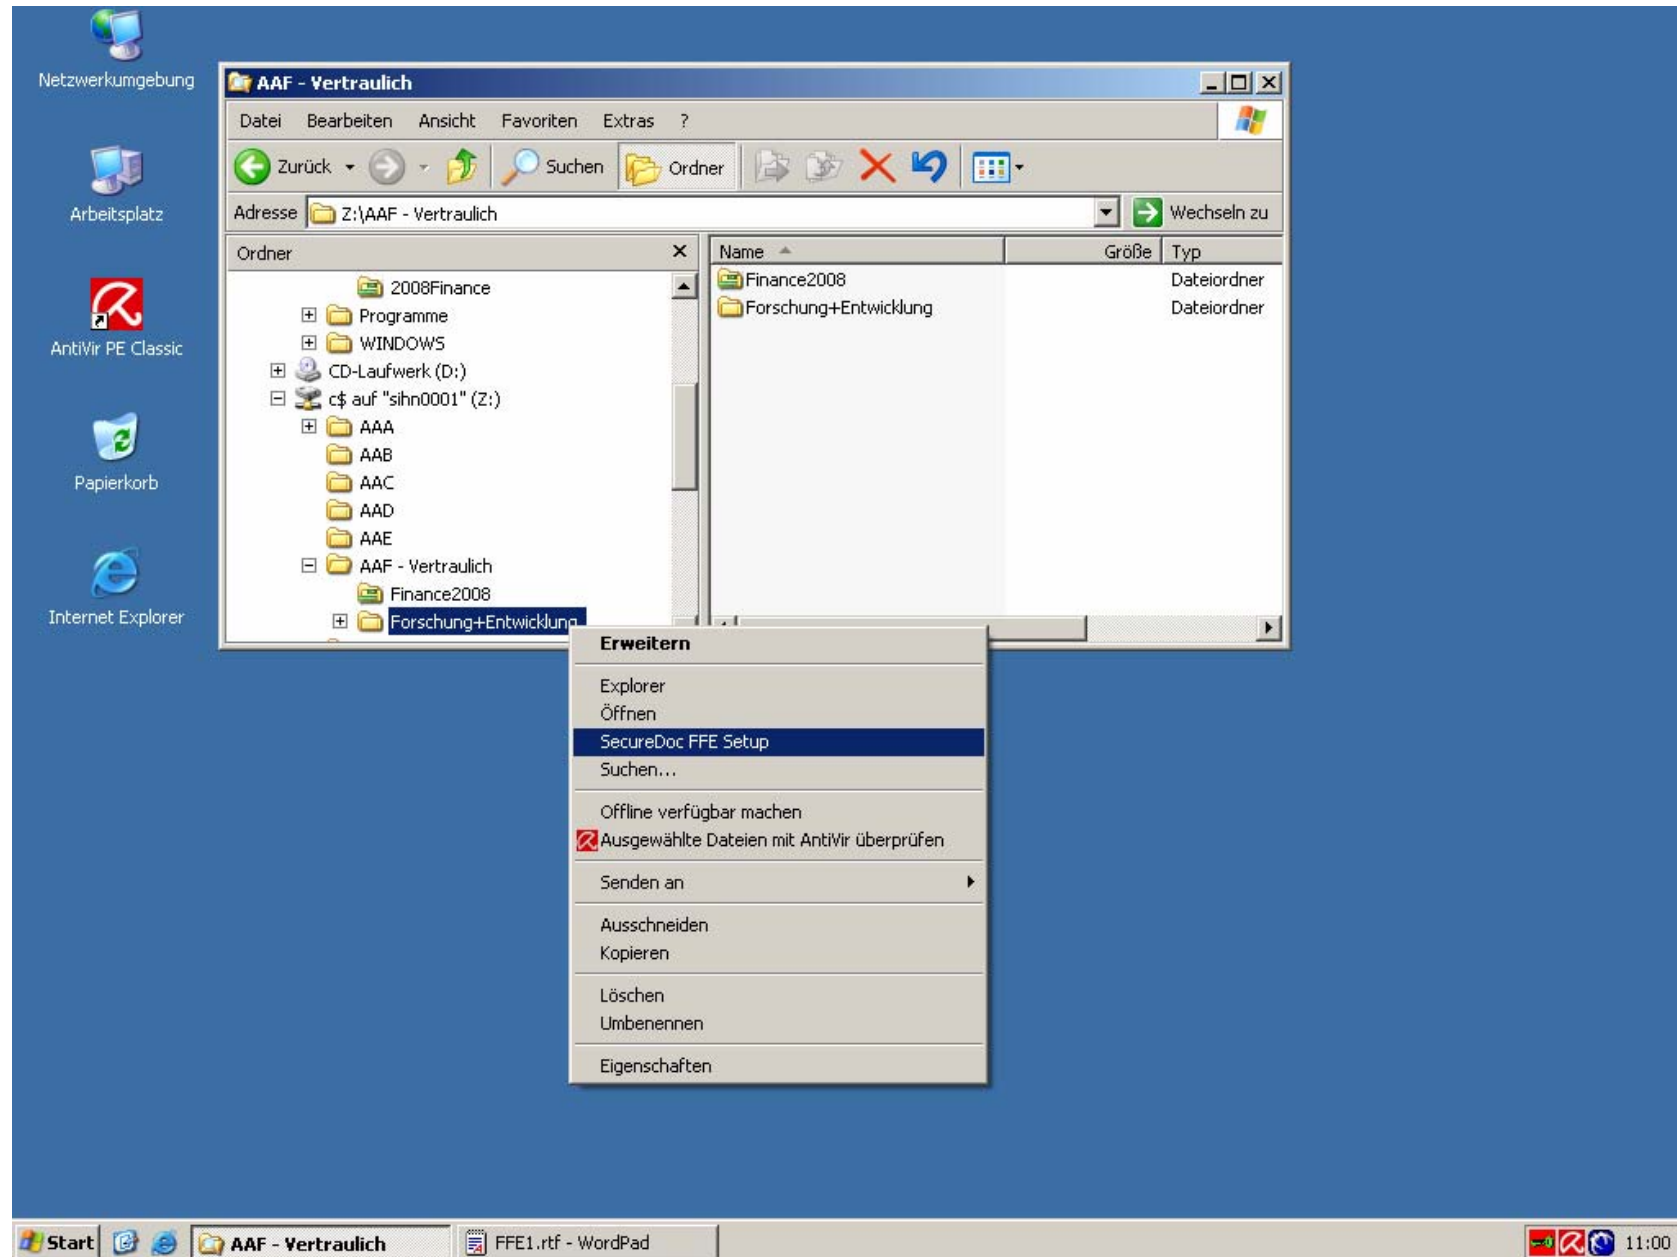 Netzwerkumgebung
Arbeitsplatz
AntiVir PE Classic
Papierkorb
Internet Explorer
AAF - Vertraulich
Datei Bearbeiten Ansicht Favoriten Extras ?
Zurück Suchen Ordner
Adresse Z:\AAF - Vertraulich Wechseln zu
Ordner
2008Finance
Programme
WINDOWS
CD-Laufwerk (D:)
c$ auf "sihn0001" (Z:)
AAA
AAB
AAC
AAD
AAE
AAF - Vertraulich
Finance2008
Forschung+Entwicklung
Name Größe Typ
Finance2008 Dateiordner
Forschung+Entwicklung Dateiordner
Erweitern
Explorer
Öffnen
SecureDoc FFE Setup
Suchen...
Offline verfügbar machen
Ausgewählte Dateien mit AntiVir überprüfen
Senden an
Ausschneiden
Kopieren
Löschen
Umbenennen
Eigenschaften
Start AAF - Vertraulich FFE1.rtf - WordPad 11:00